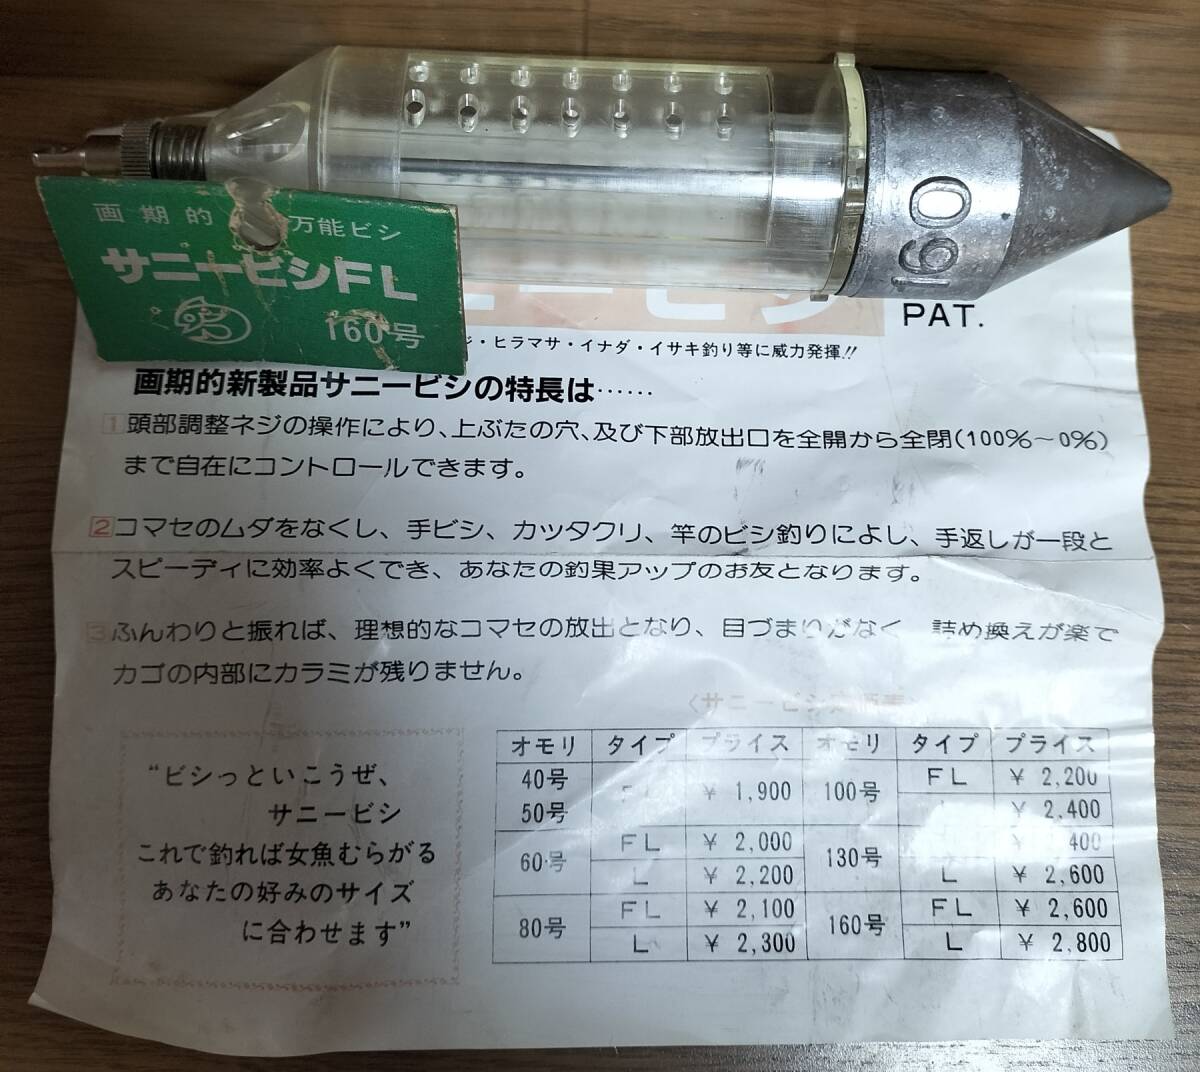 画期的 万能ビシ
サニービシFL
160号
160
ニービシ
PAT.
・ヒラマサ・イナダ・イサキ釣り等に威力発揮!!
画期的新製品サニービシの特長は……
1 頭部調整ネジの操作により、上ぶたの穴、及び下部放出口を全開から全閉(100%～0%)
まで自在にコントロールできます。
2 コマセのムダをなくし、手ビシ、カッタクリ、竿のビシ釣りによし、手返しが一段と
スピーディに効率よくでき、あなたの釣果アップのお友となります。
3 ふんわりと振れば、理想的なコマセの放出となり、目づまりがなく 詰め換えが楽で
カゴの内部にカラミが残りません。
〈サニービシ定価表〉
オモリ タイプ プライス オモリ タイプ プライス
40号 50号 FL ¥ 1,900 100号 FL ¥ 2,200
¥ 2,400
60号 FL ¥ 2,000 130号 400
L ¥ 2,200 L ¥ 2,600
80号 FL ¥ 2,100 160号 FL ¥ 2,600
L ¥ 2,300 L ¥ 2,800
“ビシっといこうぜ、
サニービシ
これで釣れば女魚むらがる
あなたの好みのサイズ
に合わせます”